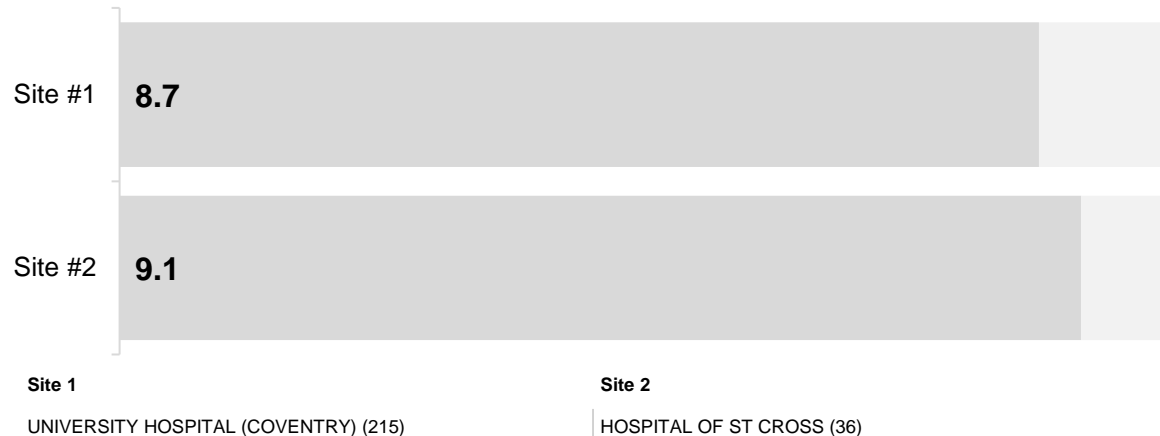 Site #1 8.7
Site #2 9.1
Site 1 Site 2
UNIVERSITY HOSPITAL (COVENTRY) (215) HOSPITAL OF ST CROSS (36)